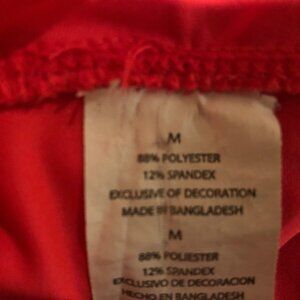 M
88% POLYESTER
12% SPANDEX
EXCLUSIVE OF DECORATION
MADE IN BANGLADESH
M
88% POLIESTER
12% SPANDEX
EXCLUSIVO DE DECORACION
HECHO EN BANGLADESH